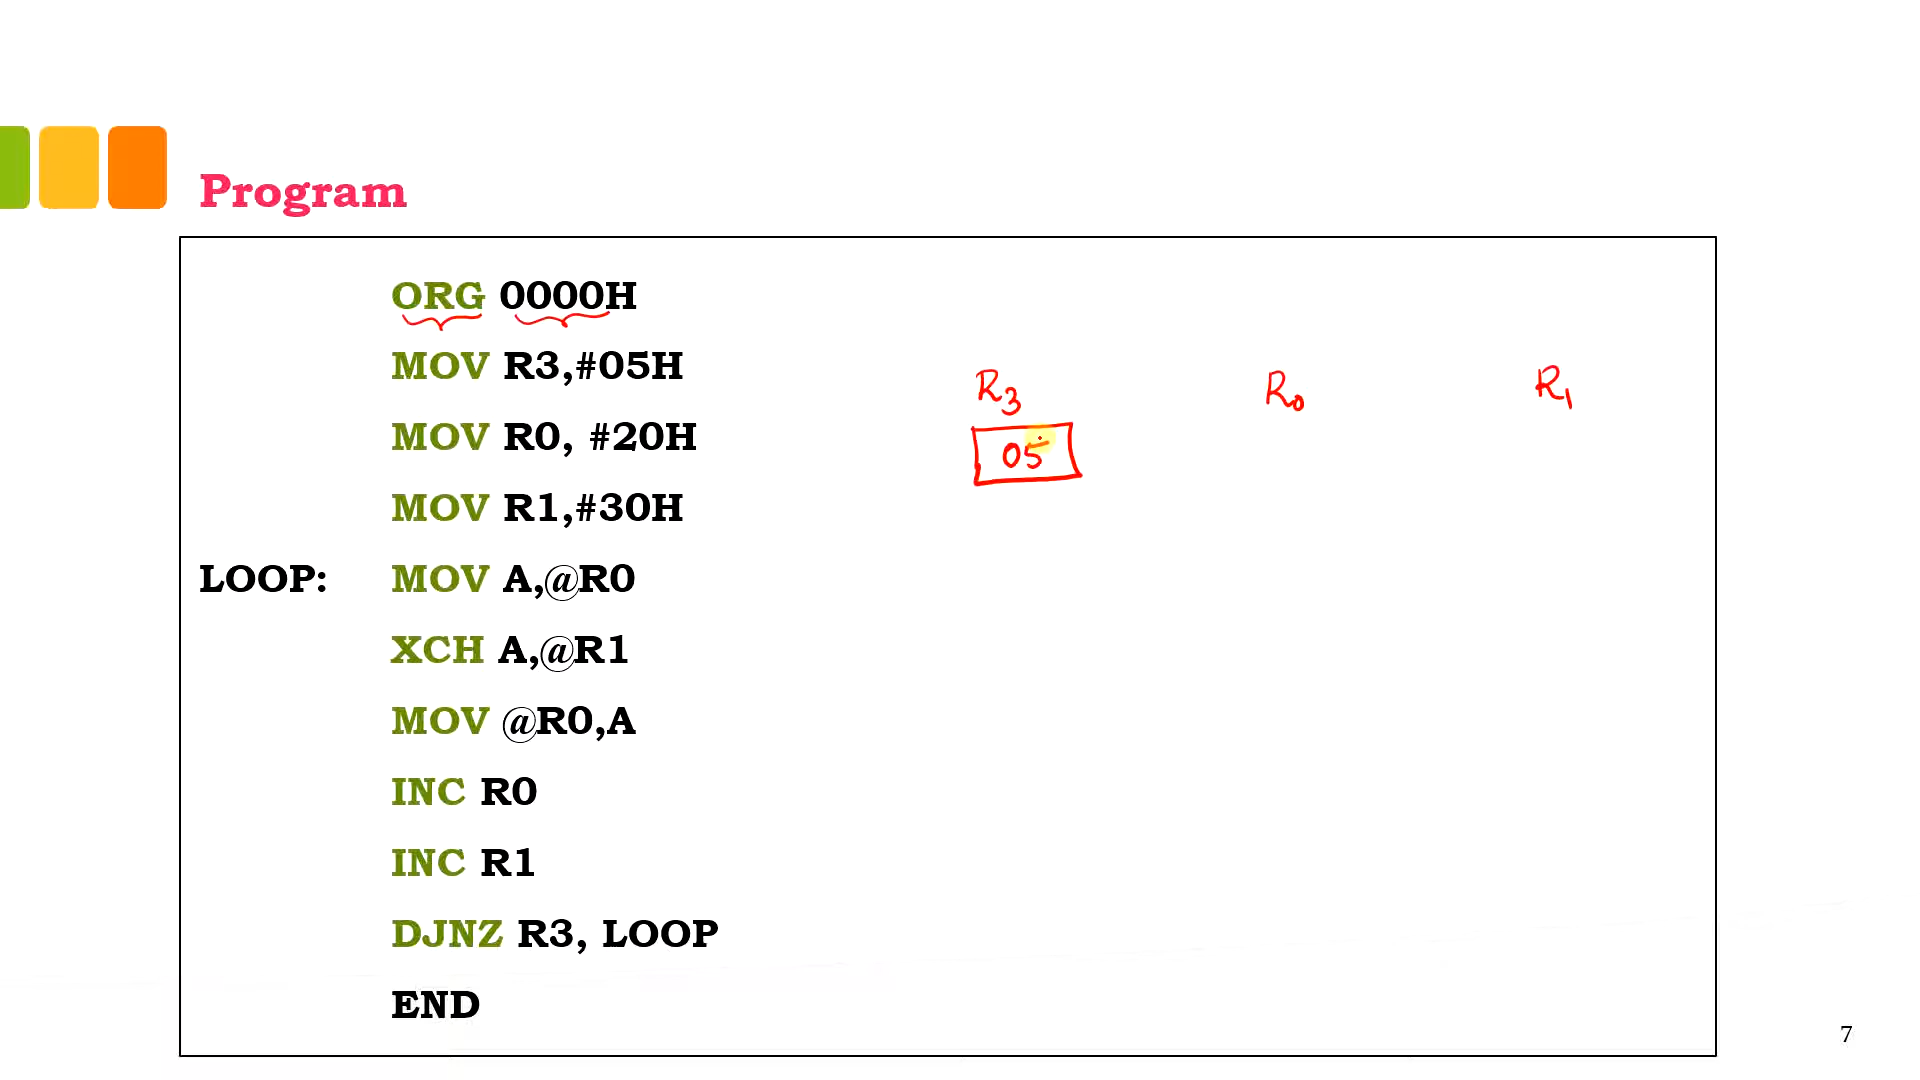 Program
ORG 0000H
MOV R3,#05H
R3 R0 R1
MOV R0, #20H
05
MOV R1,#30H
LOOP: MOV A,@R0
XCH A,@R1
MOV @R0,A
INC R0
INC R1
DJNZ R3, LOOP
END
7